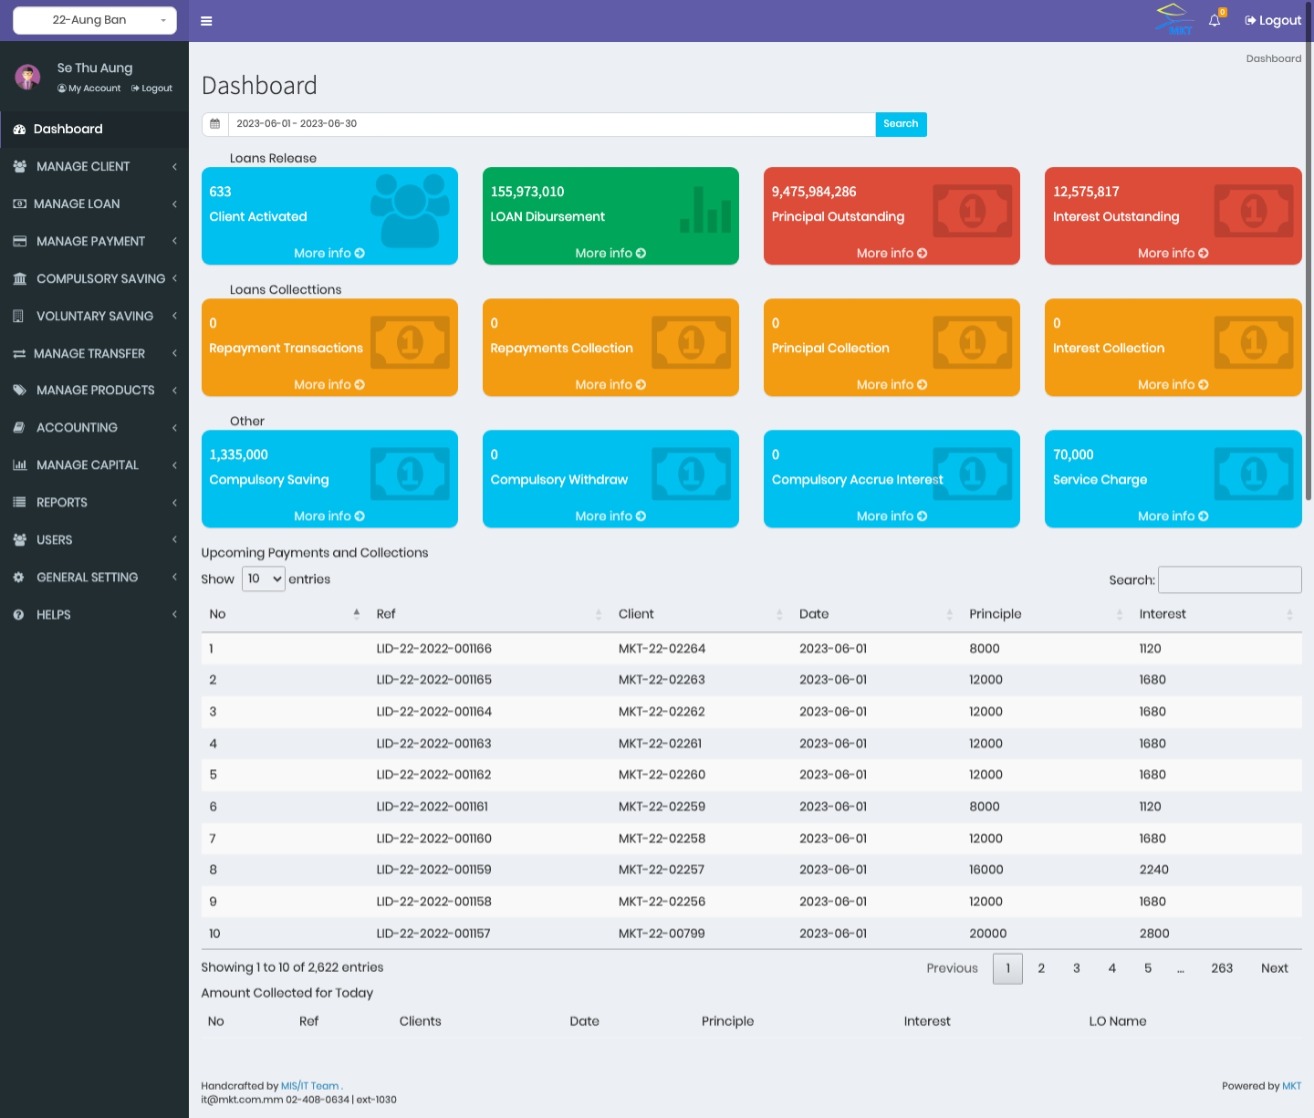 22-Aung Ban
MKT
0
Logout
Se Thu Aung
My Account Logout
Dashboard
MANAGE CLIENT
MANAGE LOAN
MANAGE PAYMENT
COMPULSORY SAVING
VOLUNTARY SAVING
MANAGE TRANSFER
MANAGE PRODUCTS
ACCOUNTING
MANAGE CAPITAL
REPORTS
USERS
GENERAL SETTING
HELPS
Dashboard
Dashboard
2023-06-01 - 2023-06-30 Search
Loans Release
633
Client Activated
More info
155,973,010
LOAN Dibursement
More info
9,475,984,286
Principal Outstanding
1
More info
12,575,817
Interest Outstanding
1
More info
Loans Collecttions
0
Repayment Transactions
1
More info
0
Repayments Collection
1
More info
0
Principal Collection
1
More info
0
Interest Collection
1
More info
Other
1,335,000
Compulsory Saving
1
More info
0
Compulsory Withdraw
1
More info
0
Compulsory Accrue Interest
1
More info
70,000
Service Charge
1
More info
Upcoming Payments and Collections
Show 10 entries Search:
No Ref Client Date Principle Interest
1 LID-22-2022-001166 MKT-22-02264 2023-06-01 8000 1120
2 LID-22-2022-001165 MKT-22-02263 2023-06-01 12000 1680
3 LID-22-2022-001164 MKT-22-02262 2023-06-01 12000 1680
4 LID-22-2022-001163 MKT-22-02261 2023-06-01 12000 1680
5 LID-22-2022-001162 MKT-22-02260 2023-06-01 12000 1680
6 LID-22-2022-001161 MKT-22-02259 2023-06-01 8000 1120
7 LID-22-2022-001160 MKT-22-02258 2023-06-01 12000 1680
8 LID-22-2022-001159 MKT-22-02257 2023-06-01 16000 2240
9 LID-22-2022-001158 MKT-22-02256 2023-06-01 12000 1680
10 LID-22-2022-001157 MKT-22-00799 2023-06-01 20000 2800
Showing 1 to 10 of 2,622 entries Previous 1 2 3 4 5 … 263 Next
Amount Collected for Today
No Ref Clients Date Principle Interest LO Name
Handcrafted by MIS/IT Team . Powered by MKT
it@mkt.com.mm 02-408-0634 | ext-1030